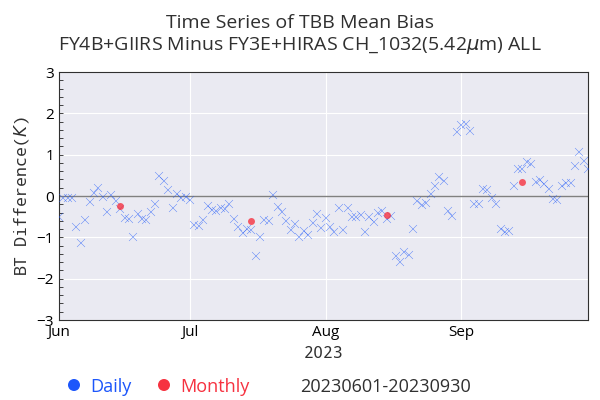 Time Series of TBB Mean Bias
FY4B+GIIRS Minus FY3E+HIRAS CH_1032(5.42μm) ALL
3
2
1
0
−1
−2
−3
BT Difference(K)
Jun Jul Aug Sep
2023
Daily Monthly 20230601-20230930